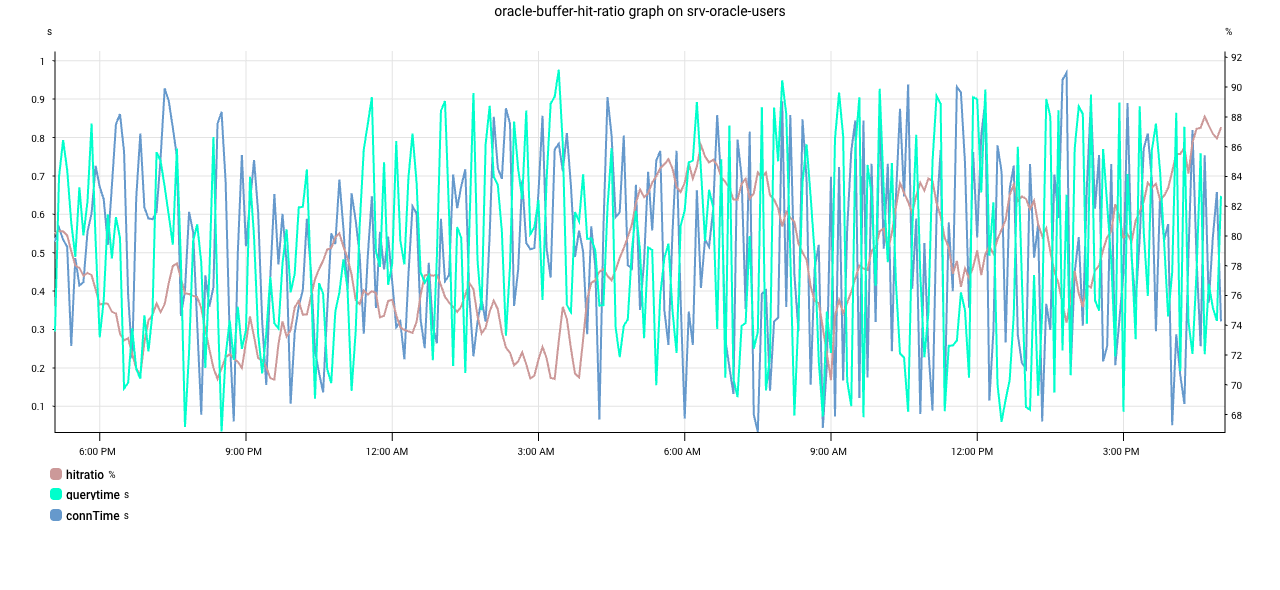 oracle-buffer-hit-ratio graph on srv-oracle-users
s %
1 92
0.9 90
0.8 88
0.7 86
0.6 84
0.5 82
0.4 80
0.3 78
0.2 76
0.1 74
72
70
68
6:00 PM 9:00 PM 12:00 AM 3:00 AM 6:00 AM 9:00 AM 12:00 PM 3:00 PM
hitratio %
querytime s
connTime s